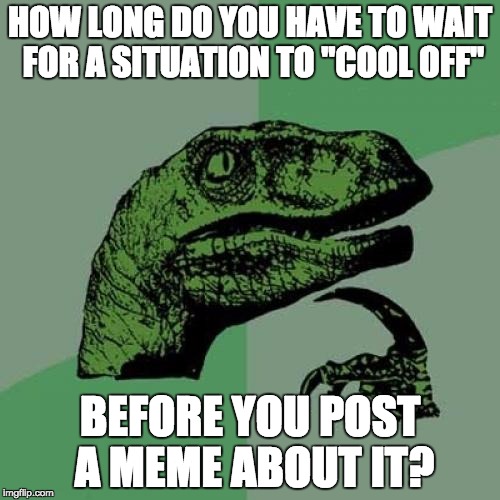 HOW LONG DO YOU HAVE TO WAIT
FOR A SITUATION TO "COOL OFF"
BEFORE YOU POST
A MEME ABOUT IT?
imgflip.com